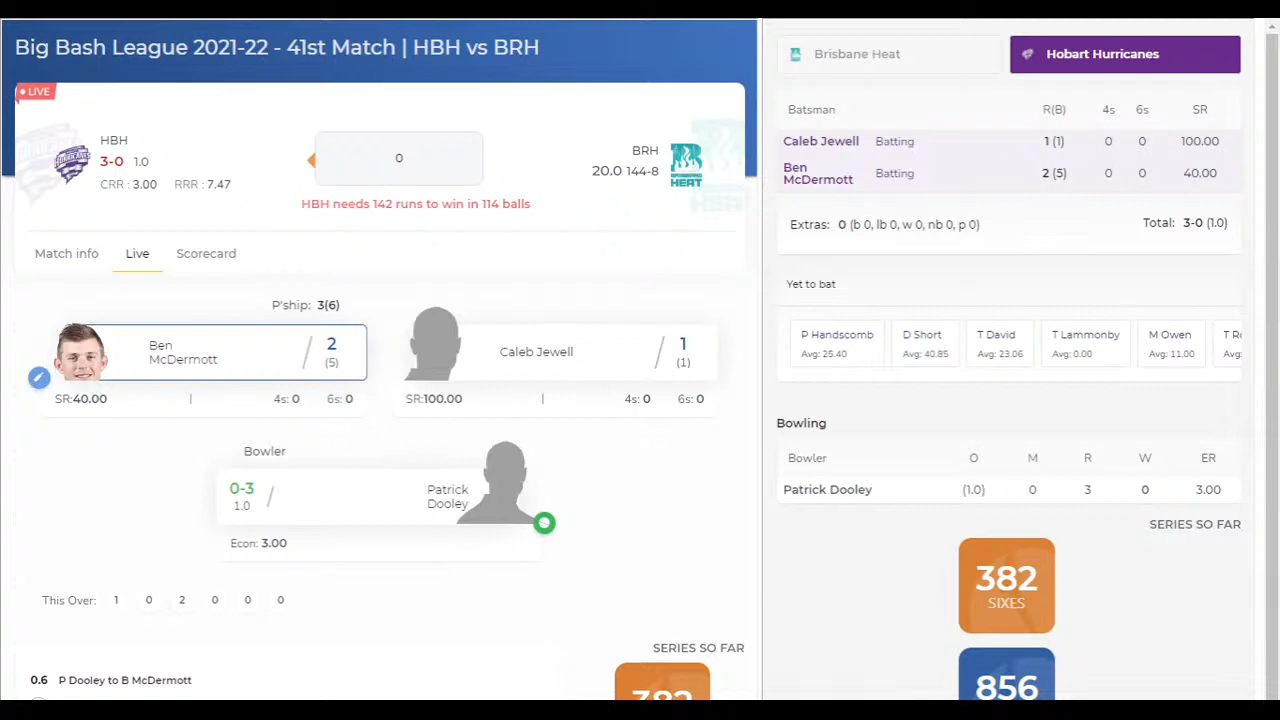 Big Bash League 2021-22 - 41st Match | HBH vs BRH
LIVE
HBH
3-0 1.0
CRR : 3.00 RRR : 7.47
0
HBH needs 142 runs to win in 114 balls
BRH
20.0 144-8
BRISBANE
HEAT
Match info Live Scorecard
P'ship: 3(6)
Ben
McDermott
2
(5)
SR:40.00 | 4s: 0 6s: 0
Caleb Jewell
1
(1)
SR:100.00 | 4s: 0 6s: 0
Bowler
0-3
1.0
Patrick
Dooley
Econ: 3.00
This Over: 1 0 2 0 0 0
SERIES SO FAR
382
0.6 P Dooley to B McDermott
Brisbane Heat
Hobart Hurricanes
Batsman R(B) 4s 6s SR
Caleb Jewell Batting 1 (1) 0 0 100.00
Ben
McDermott Batting 2 (5) 0 0 40.00
Extras: 0 (b 0, lb 0, w 0, nb 0, p 0) Total: 3-0 (1.0)
Yet to bat
P Handscomb D Short T David T Lammonby M Owen T R
Avg: 25.40 Avg: 40.85 Avg: 23.06 Avg: 0.00 Avg: 11.00 Avg:
Bowling
Bowler O M R W ER
Patrick Dooley (1.0) 0 3 0 3.00
SERIES SO FAR
382
SIXES
856